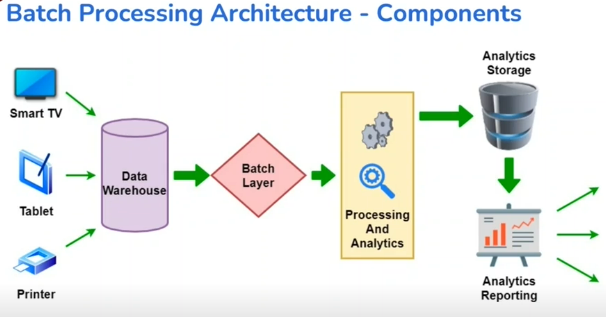 Batch Processing Architecture - Components
Smart TV
Tablet
Printer
Data
Warehouse
Batch
Layer
Processing
And
Analytics
Analytics
Storage
Analytics
Reporting